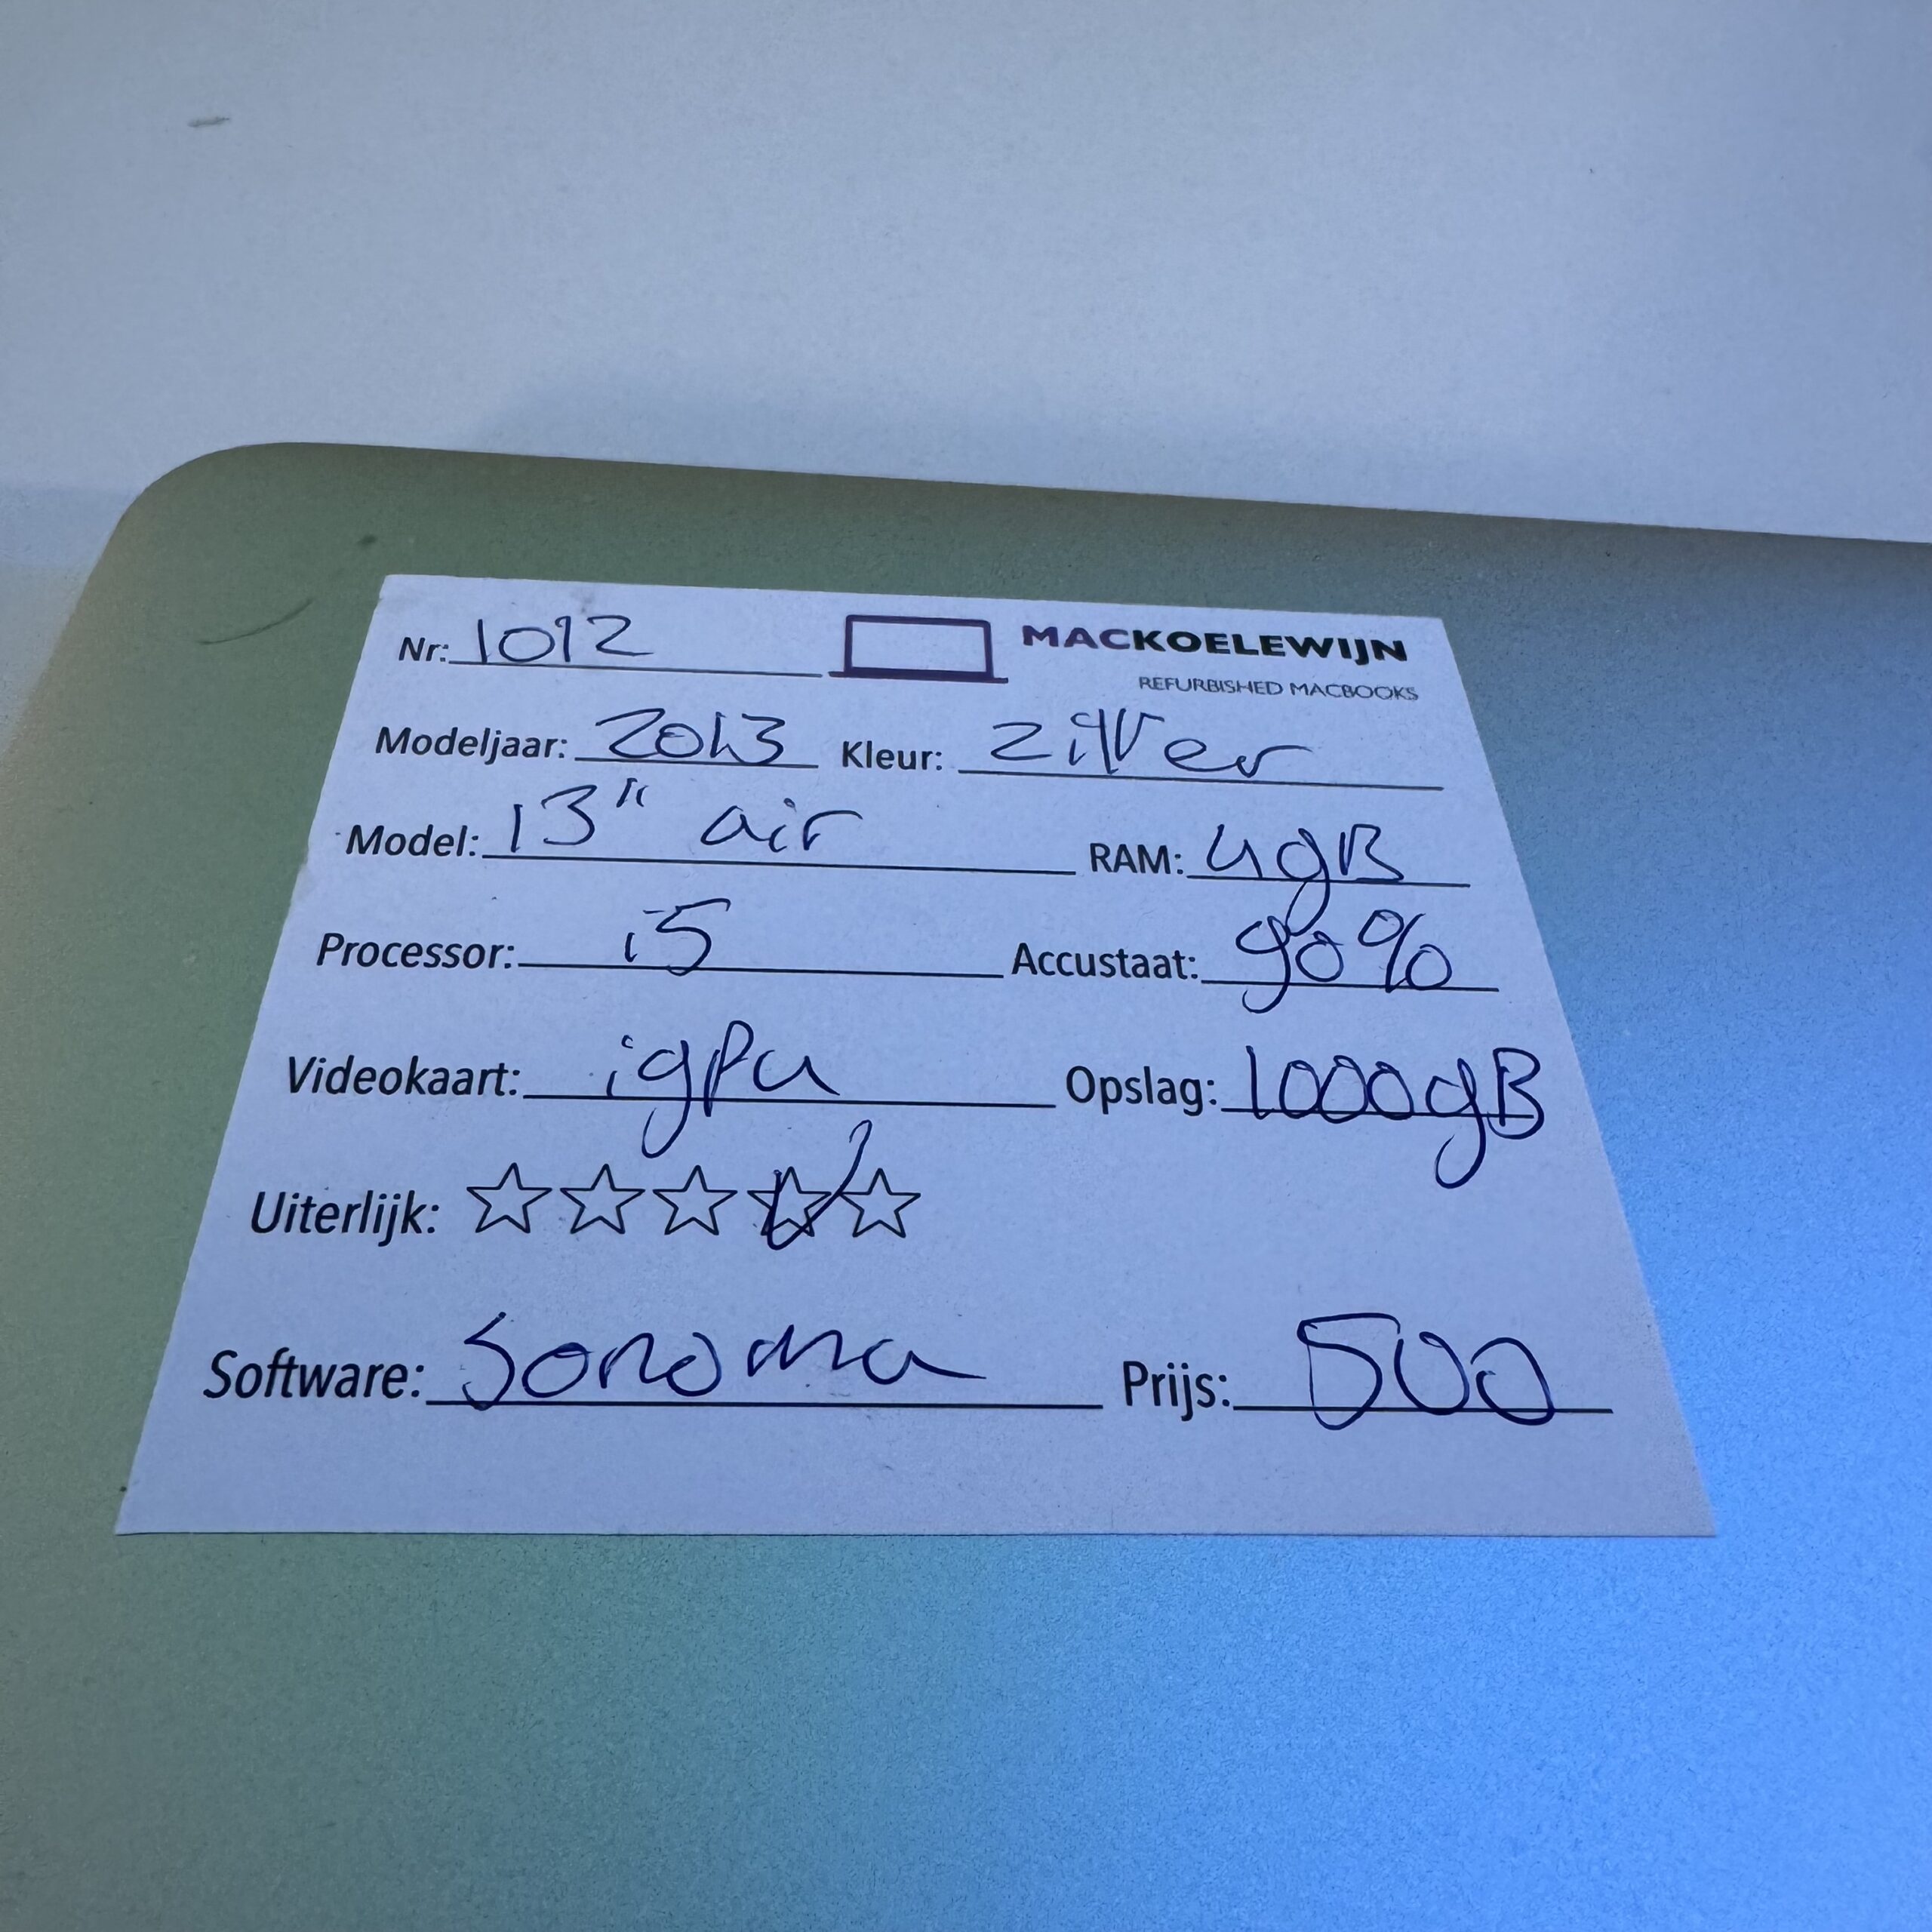 Nr: 1012 MACKOELEWIJN
REFURBISHED MACBOOKS
Modeljaar: 2013 Kleur: zilver
Model: 13" air RAM: 4gB
Processor: i5 Accustaat: 90%
Videokaart: igpu Opslag: 1000gB
Uiterlijk:
Software: Sonoma Prijs: 500